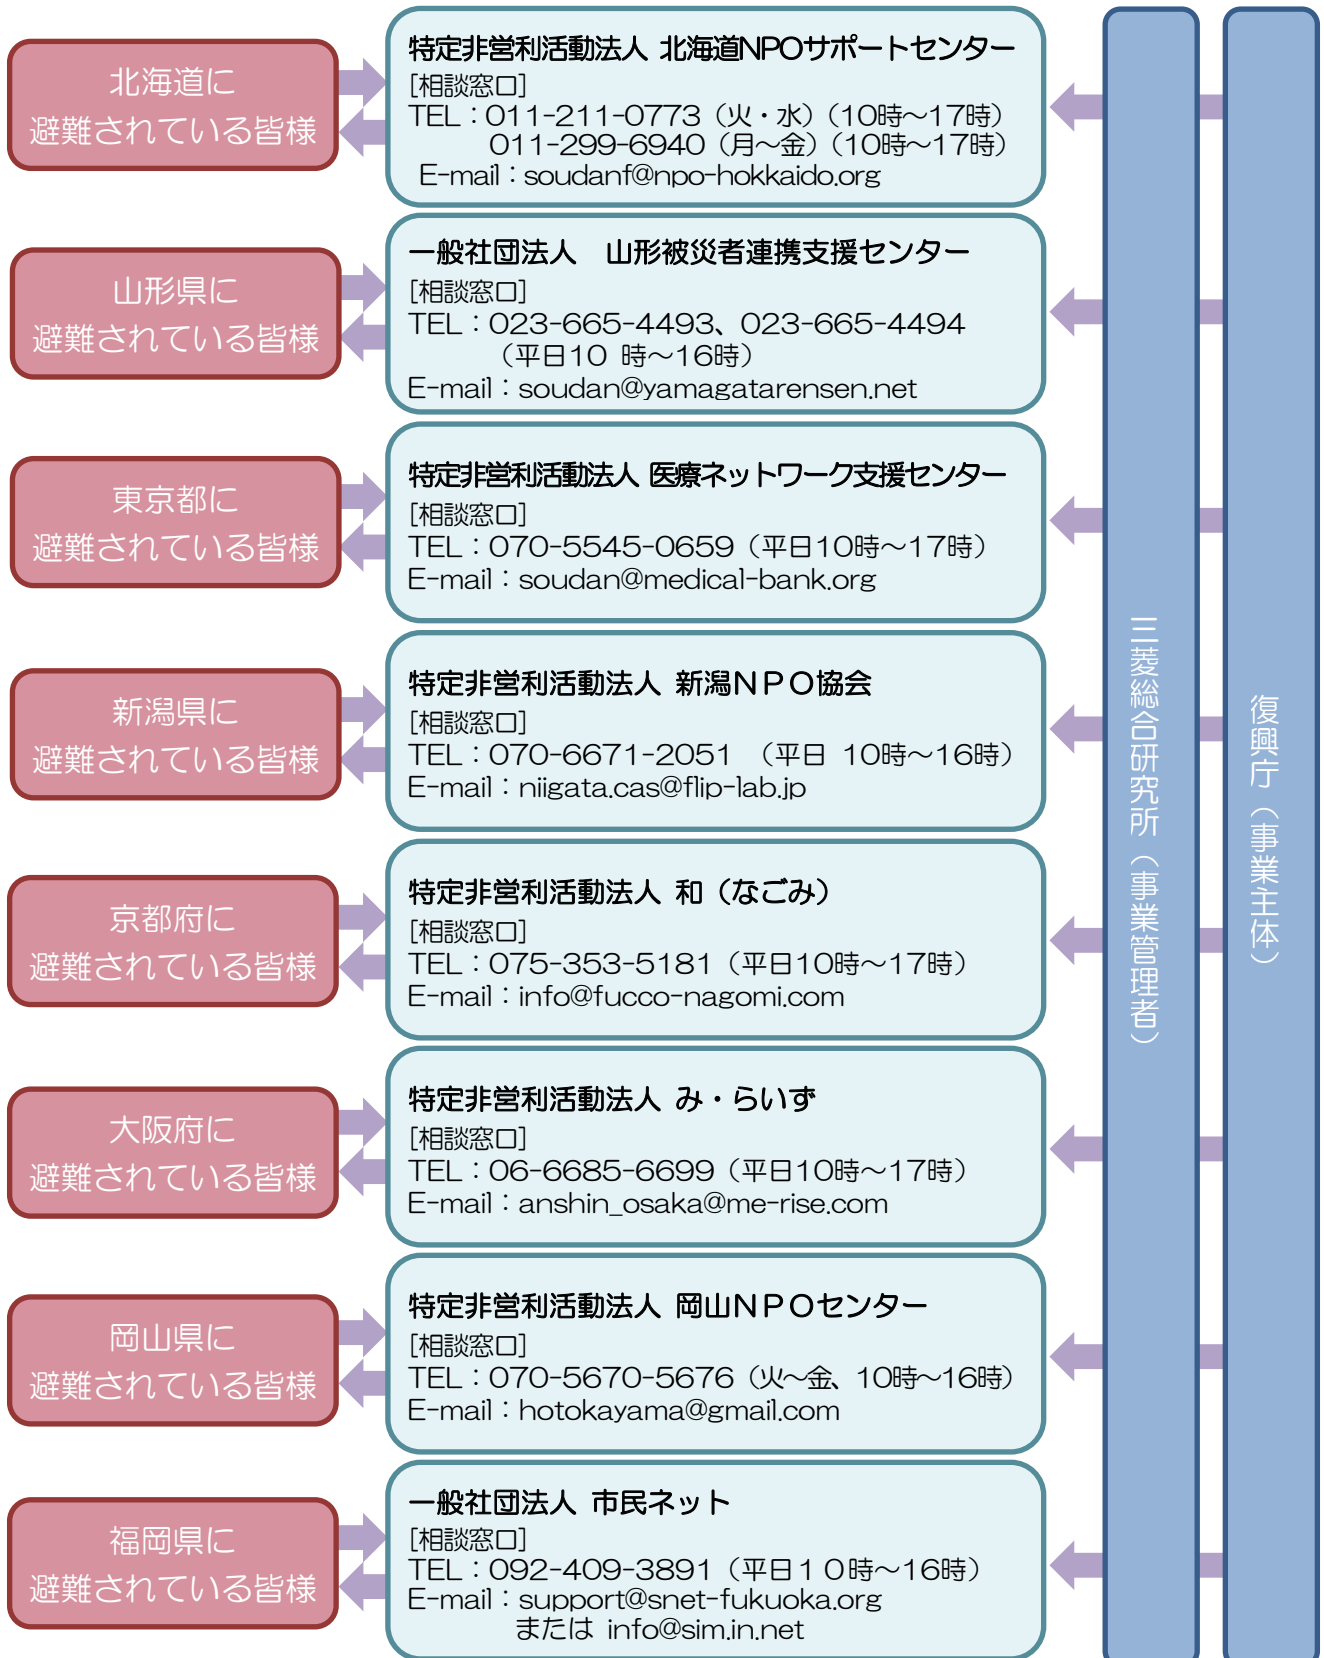 北海道に
避難されている皆様
特定非営利活動法人 北海道NPOサポートセンター
[相談窓口]
TEL：011-211-0773（火・水）（10時～17時）
011-299-6940（月～金）（10時～17時）
E-mail：soudanf@npo-hokkaido.org
山形県に
避難されている皆様
一般社団法人　山形被災者連携支援センター
[相談窓口]
TEL：023-665-4493、023-665-4494
（平日10 時～16時）
E-mail：soudan@yamagatarensen.net
東京都に
避難されている皆様
特定非営利活動法人 医療ネットワーク支援センター
[相談窓口]
TEL：070-5545-0659（平日10時～17時）
E-mail：soudan@medical-bank.org
新潟県に
避難されている皆様
特定非営利活動法人 新潟ＮＰＯ協会
[相談窓口]
TEL：070-6671-2051 （平日 10時～16時）
E-mail：niigata.cas@flip-lab.jp
京都府に
避難されている皆様
特定非営利活動法人 和（なごみ）
[相談窓口]
TEL：075-353-5181（平日10時～17時）
E-mail：info@fucco-nagomi.com
大阪府に
避難されている皆様
特定非営利活動法人 み・らいず
[相談窓口]
TEL：06-6685-6699（平日10時～17時）
E-mail：anshin_osaka@me-rise.com
岡山県に
避難されている皆様
特定非営利活動法人 岡山ＮＰＯセンター
[相談窓口]
TEL：070-5670-5676（火～金、10時～16時）
E-mail：hotokayama@gmail.com
福岡県に
避難されている皆様
一般社団法人 市民ネット
[相談窓口]
TEL：092-409-3891（平日１０時～16時）
E-mail：support@snet-fukuoka.org
または info@sim.in.net
三菱総合研究所（事業管理者）
復興庁（事業主体）